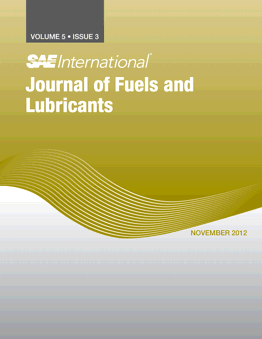 VOLUME 5 • ISSUE 3
SAE International
Journal of Fuels and
Lubricants
NOVEMBER 2012